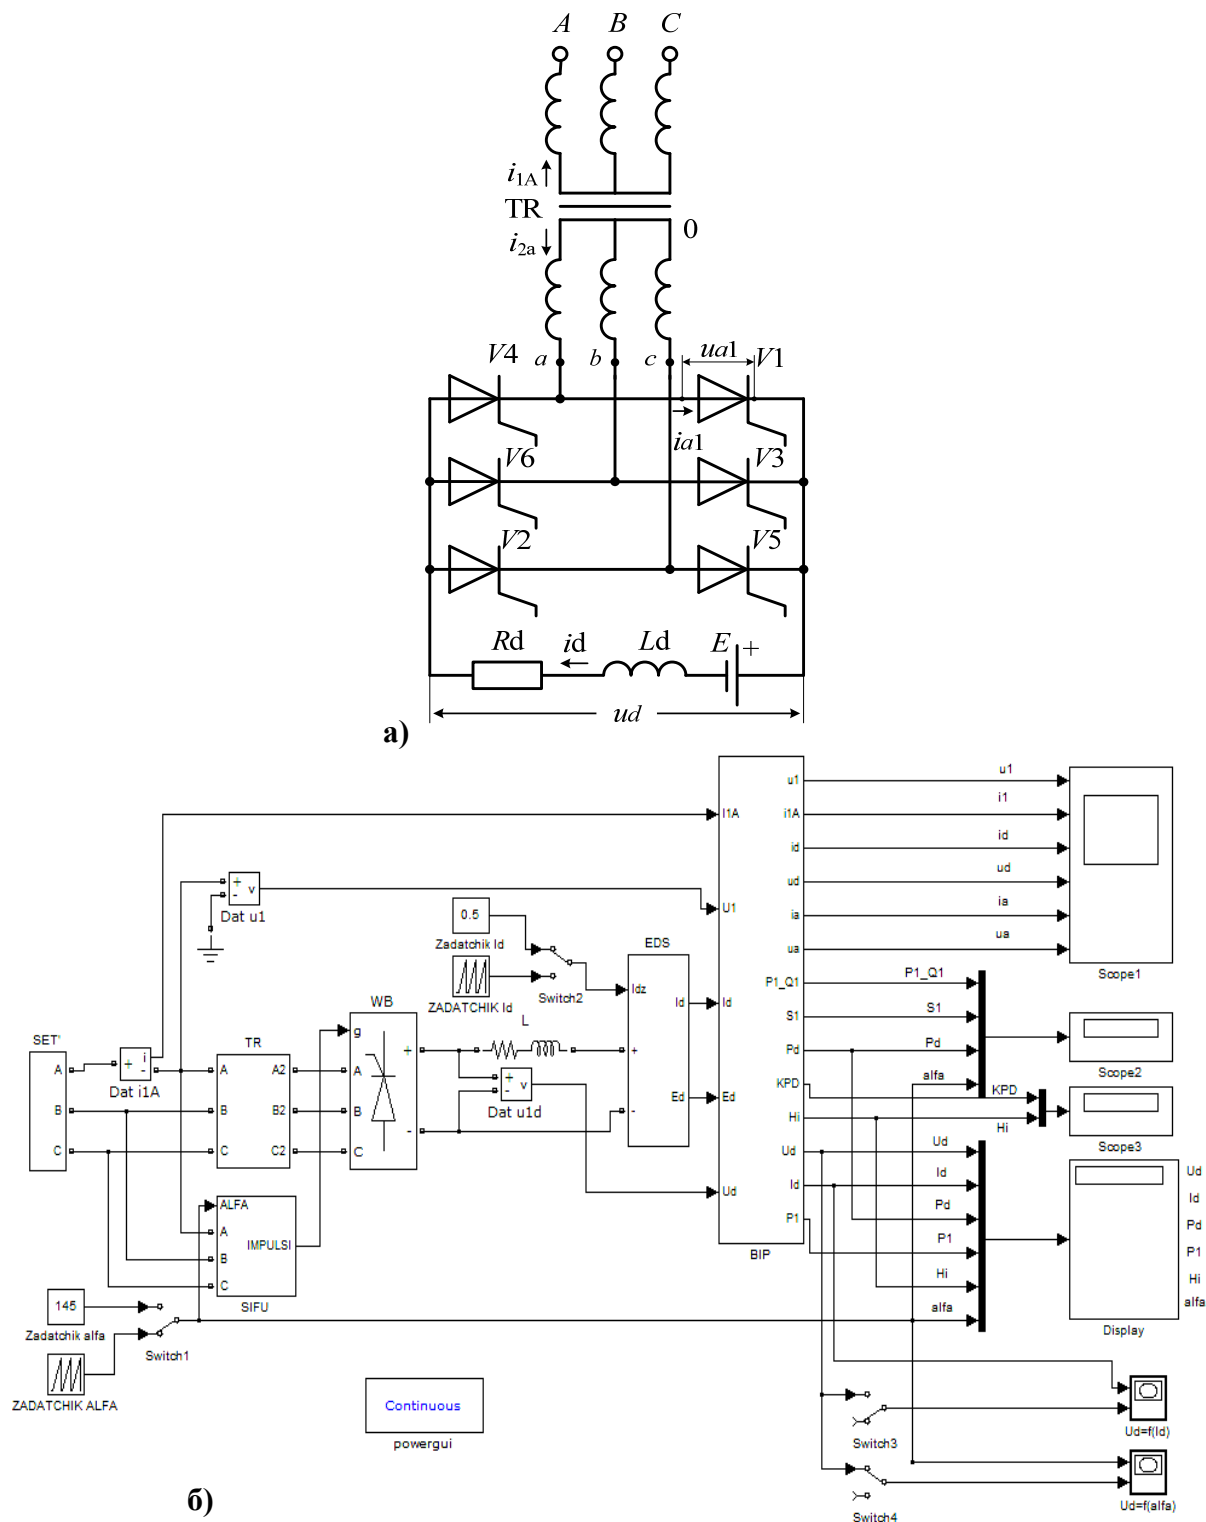 A B C
i1A
TR
0
i2a
a b c
ua1
V4 V1
ia1
V6 V3
V2 V5
Rd id Ld E +
ud
а)
u1 u1
I1A i1A i1
id id
ud ud
+ - v
Dat u1
U1 ia ia
0.5
Zadatchik Id
ua ua
EDS
Scope1
ZADATCHIK Id
Switch2
Idz
P1_Q1 P1_Q1
WB
L
S1 S1
g
Id Id
SET'
TR
+ i -
Dat i1A
Pd Pd
Scope2
A A A2 A + +
+ - v
Dat u1d
alfa
KPD KPD
Ed Ed
B B B2 B
Hi Hi
Scope3
- -
C C C2 C
Ud Ud
Ud
Id Id
ALFA
Ud
Pd
A
IMPULSI
P1 P1
BIP
B
Hi
C
SIFU
alfa
Ud
Id
Pd
P1
Hi
alfa
Display
145
Zadatchik alfa
Switch1
ZADATCHIK ALFA
Continuous
powergui
Switch3
Ud=f(Id)
Switch4
Ud=f(alfa)
б)